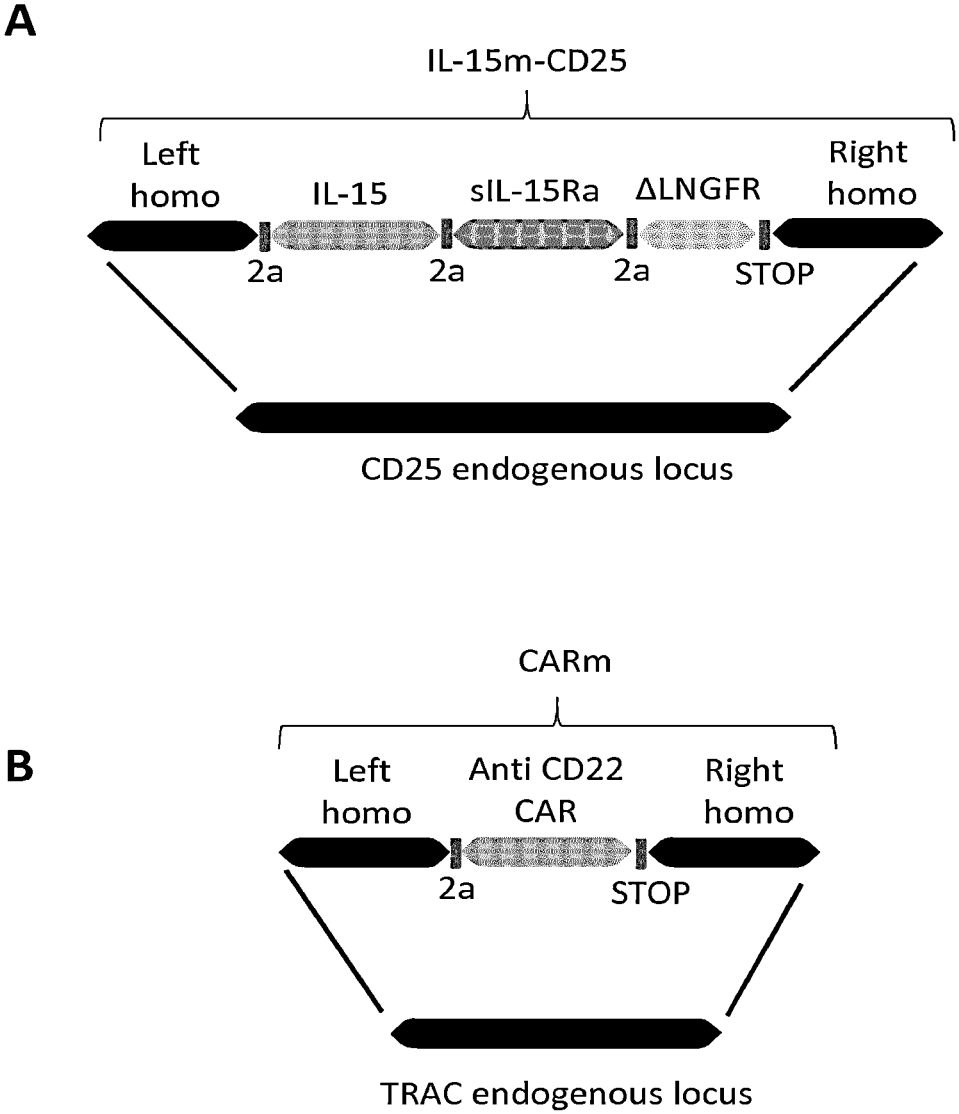 A
IL-15m-CD25
Left
homo
IL-15
sIL-15Ra
ΔLNGFR
Right
homo
2a
2a
2a
STOP
CD25 endogenous locus
CARm
B
Left
homo
Anti CD22
CAR
Right
homo
2a
STOP
TRAC endogenous locus